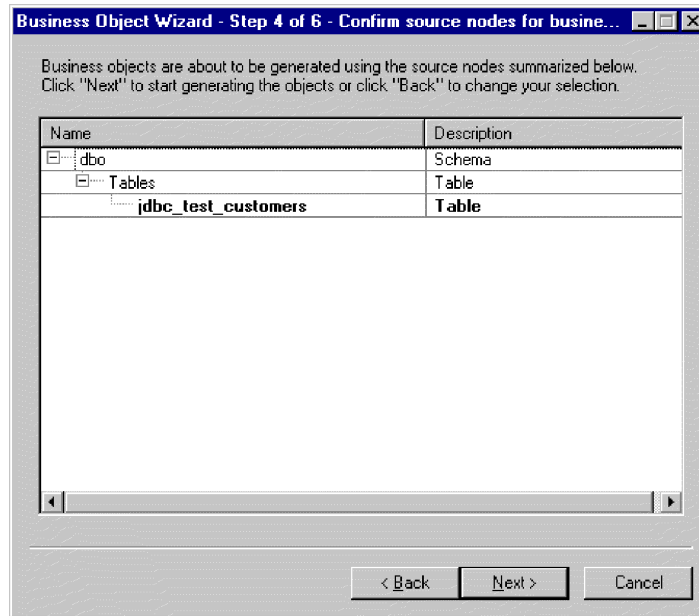 Business Object Wizard - Step 4 of 6 - Confirm source nodes for busine...
Business objects are about to be generated using the source nodes summarized below.
Click "Next" to start generating the objects or click "Back" to change your selection.
Name Description
dbo Schema
Tables Table
jdbc_test_customers Table
< Back Next > Cancel